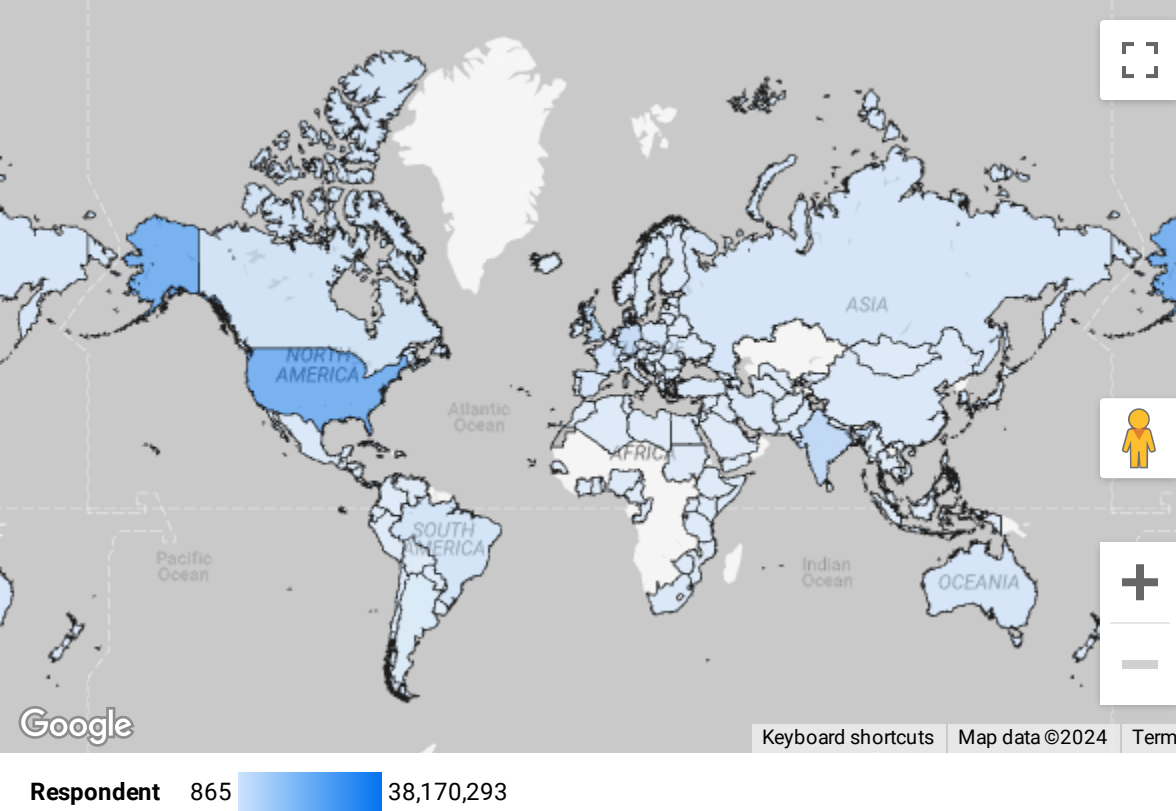 ASIA
NORTH
AMERICA
Atlantic
Ocean
AFRICA
SOUTH
AMERICA
Pacific
Ocean
Indian
Ocean
OCEANIA
Google
Keyboard shortcuts
Map data ©2024
Term
Respondent 865 38,170,293